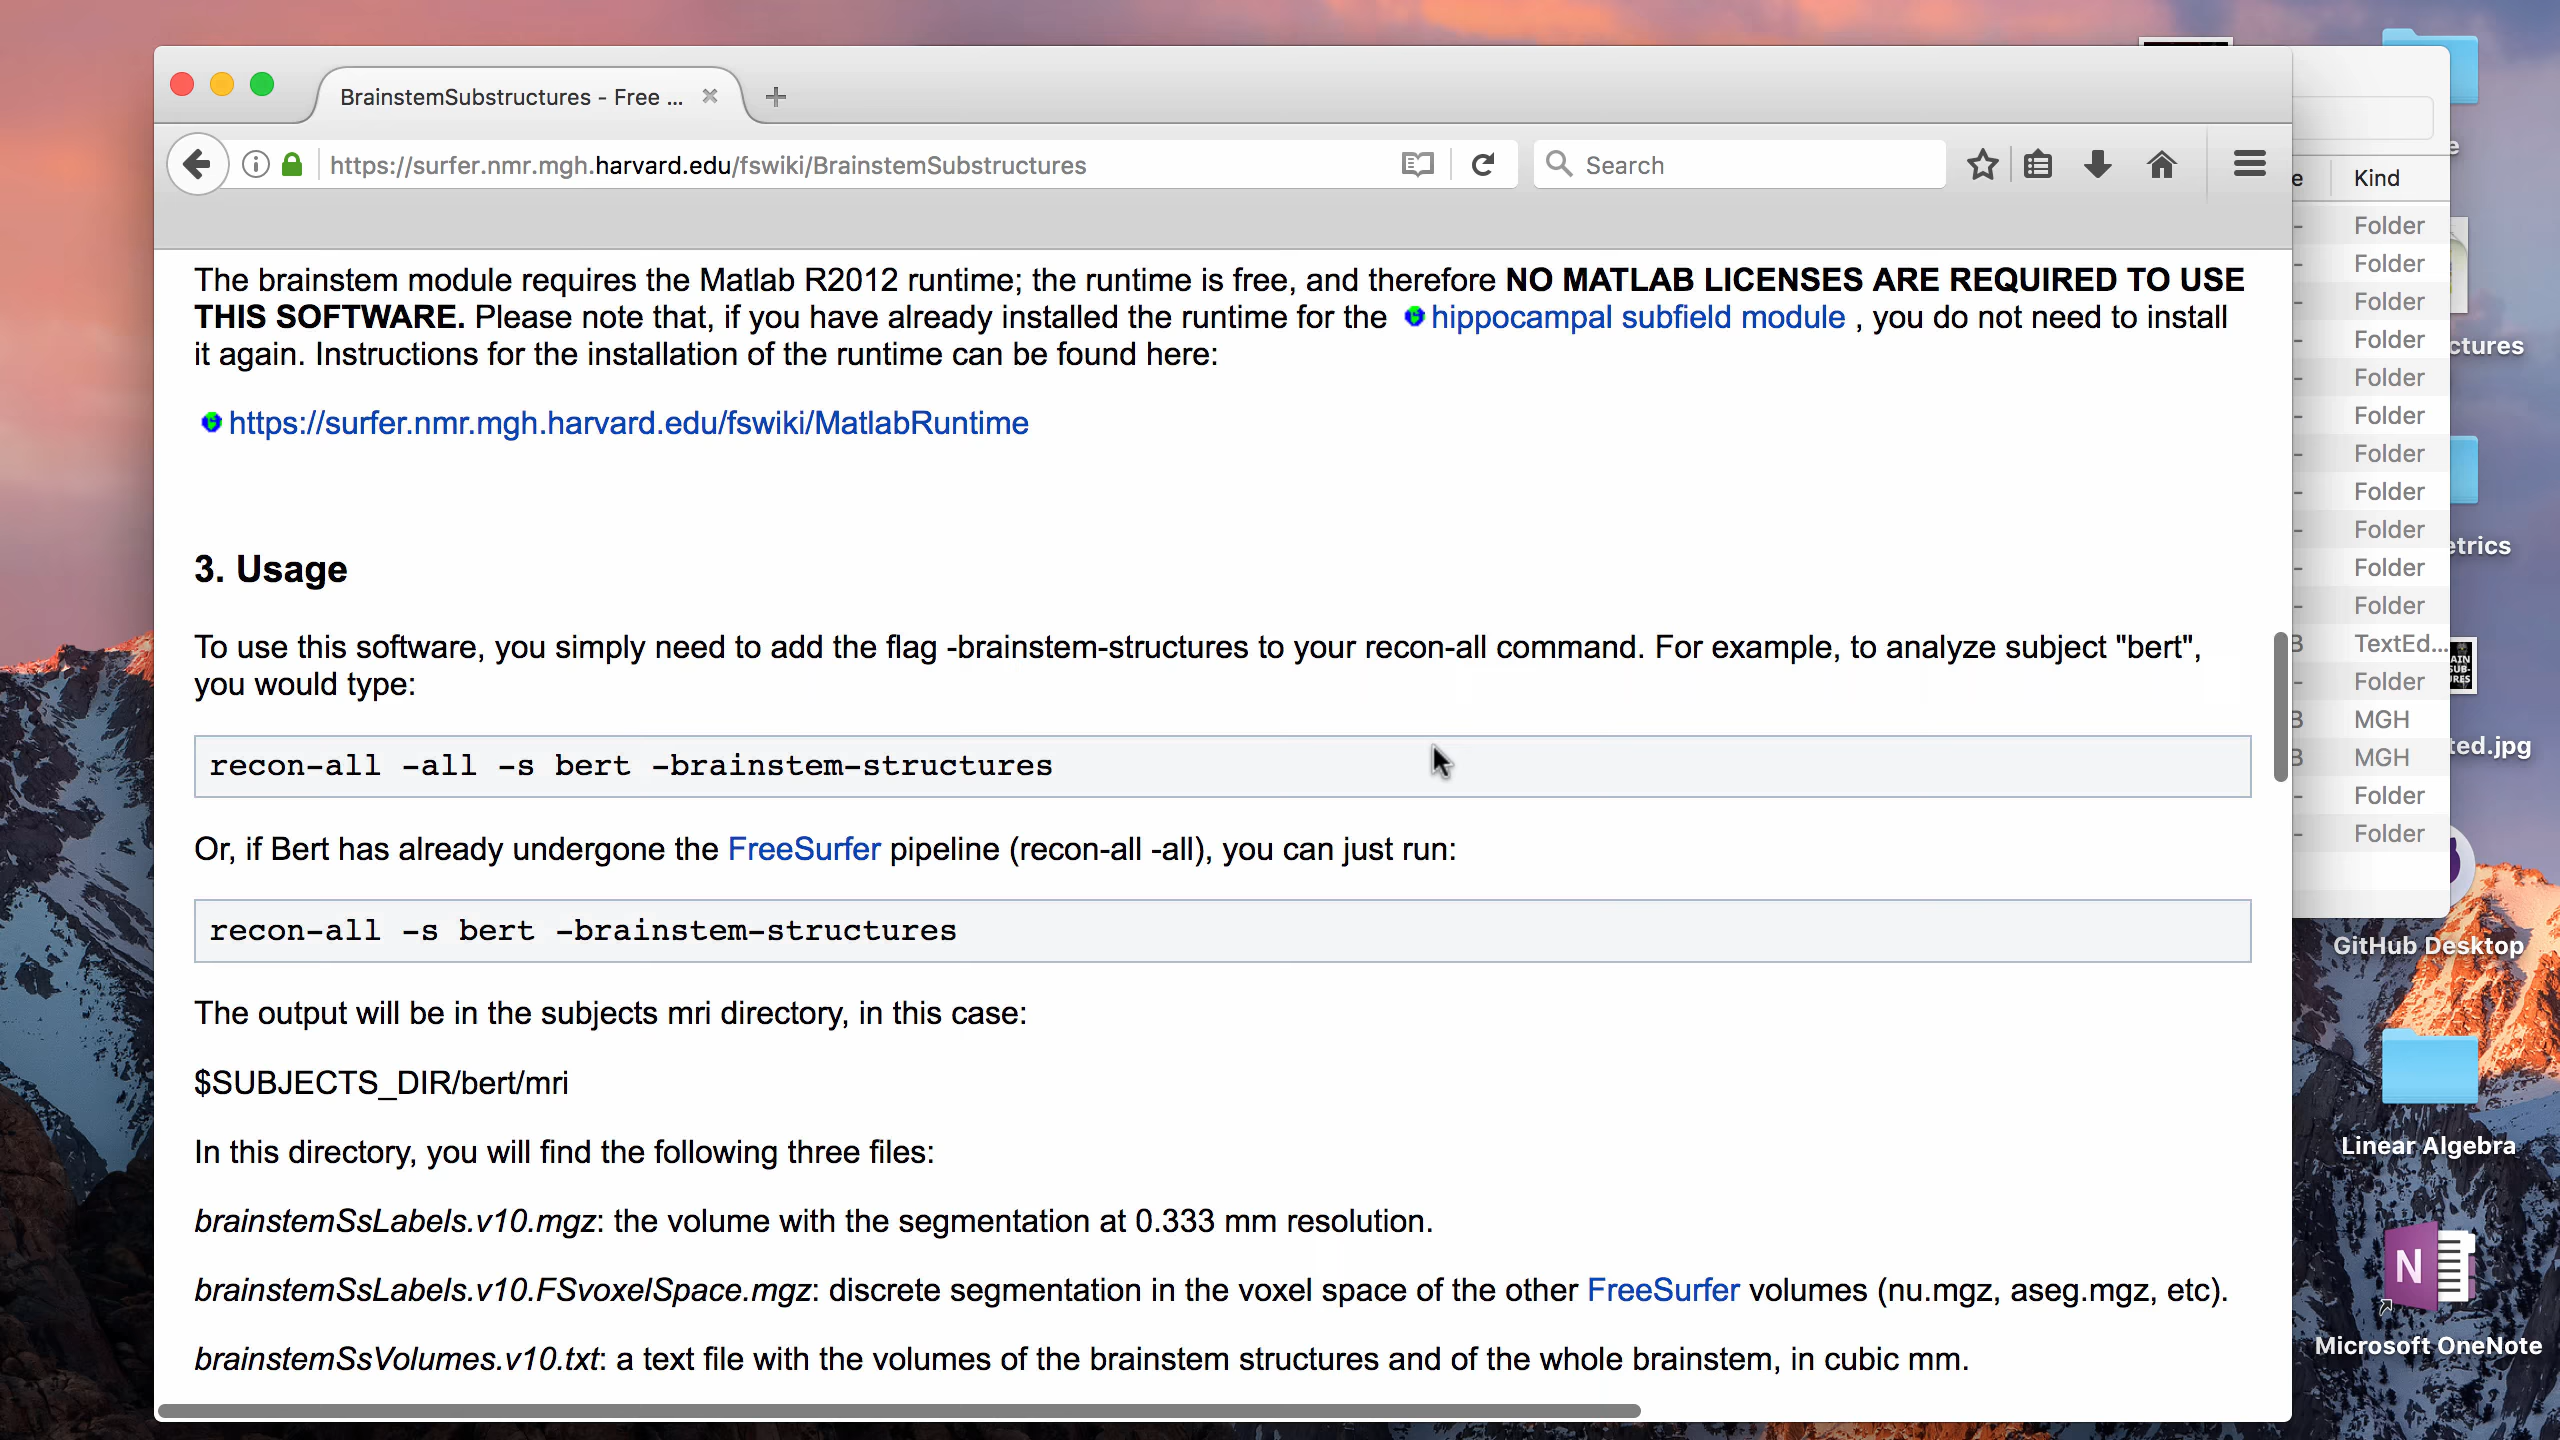 BrainstemSubstructures - Free ...
https://surfer.nmr.mgh.harvard.edu/fswiki/BrainstemSubstructures
Search
The brainstem module requires the Matlab R2012 runtime; the runtime is free, and therefore NO MATLAB LICENSES ARE REQUIRED TO USE
THIS SOFTWARE. Please note that, if you have already installed the runtime for the hippocampal subfield module , you do not need to install
it again. Instructions for the installation of the runtime can be found here:
https://surfer.nmr.mgh.harvard.edu/fswiki/MatlabRuntime
3. Usage
To use this software, you simply need to add the flag -brainstem-structures to your recon-all command. For example, to analyze subject "bert",
you would type:
recon-all -all -s bert -brainstem-structures
Or, if Bert has already undergone the FreeSurfer pipeline (recon-all -all), you can just run:
recon-all -s bert -brainstem-structures
The output will be in the subjects mri directory, in this case:
$SUBJECTS_DIR/bert/mri
In this directory, you will find the following three files:
brainstemSsLabels.v10.mgz: the volume with the segmentation at 0.333 mm resolution.
brainstemSsLabels.v10.FSvoxelSpace.mgz: discrete segmentation in the voxel space of the other FreeSurfer volumes (nu.mgz, aseg.mgz, etc).
brainstemSsVolumes.v10.txt: a text file with the volumes of the brainstem structures and of the whole brainstem, in cubic mm.
e Kind
- Folder
- Folder
- Folder
- Folder
- Folder
- Folder
- Folder
- Folder
- Folder
- Folder
- Folder
B TextEd...
- Folder
B MGH
B MGH
- Folder
- Folder
e
ctures
etrics
AIN
SUB-
RES
ted.jpg
GitHub Desktop
Linear Algebra
N
Microsoft OneNote